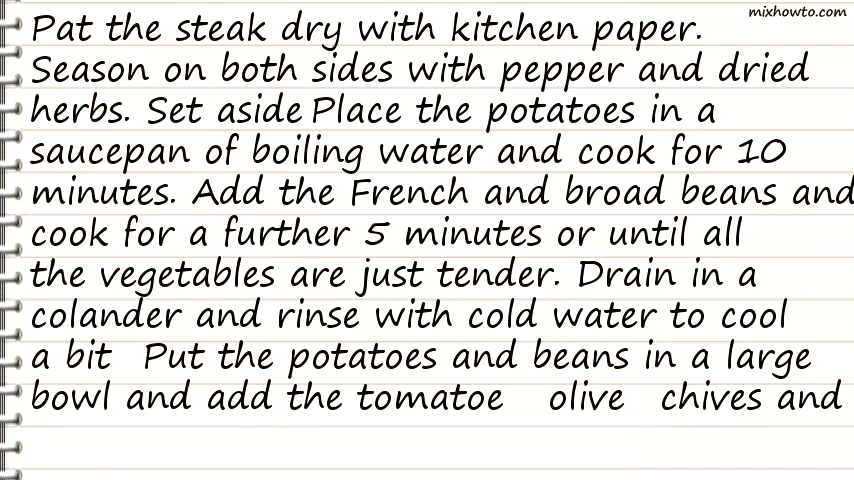 mixhowto.com
Pat the steak dry with kitchen paper.
Season on both sides with pepper and dried
herbs. Set aside Place the potatoes in a
saucepan of boiling water and cook for 10
minutes. Add the French and broad beans and
cook for a further 5 minutes or until all
the vegetables are just tender. Drain in a
colander and rinse with cold water to cool
a bit Put the potatoes and beans in a large
bowl and add the tomatoe olive chives and